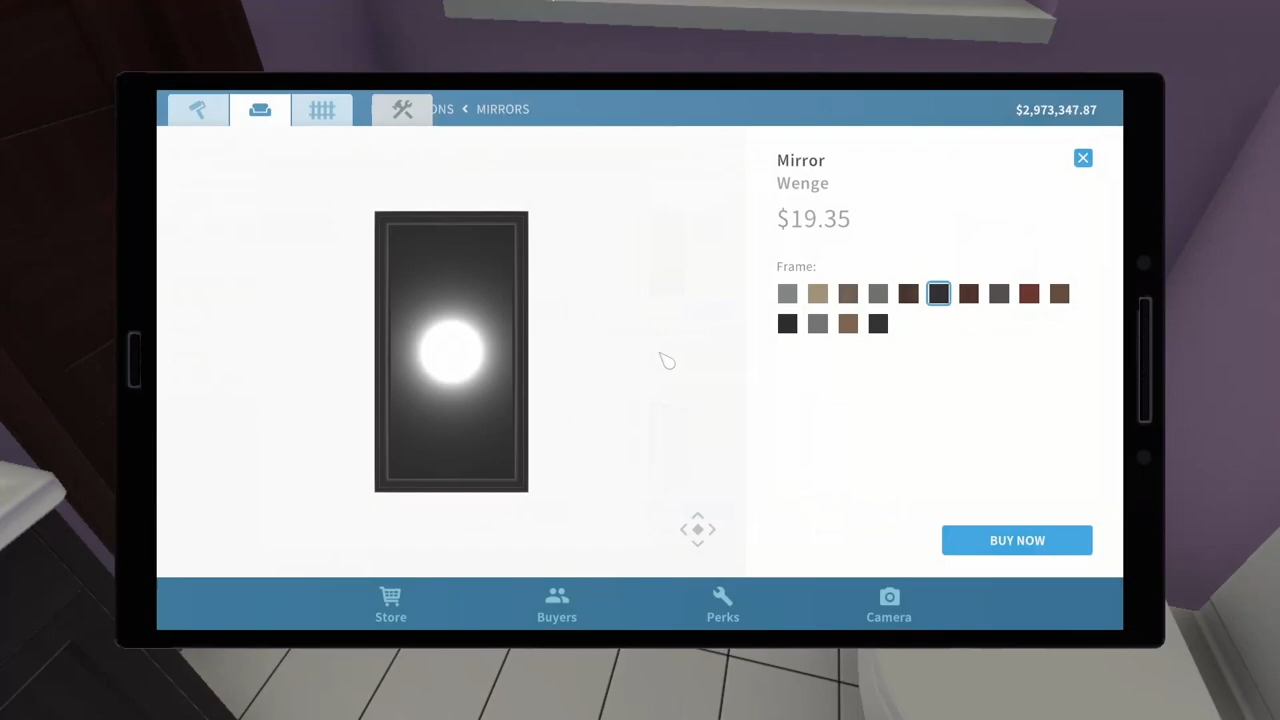 ONS < MIRRORS
$2,973,347.87
Mirror
Wenge
$19.35
Frame:
BUY NOW
Store
Buyers
Perks
Camera